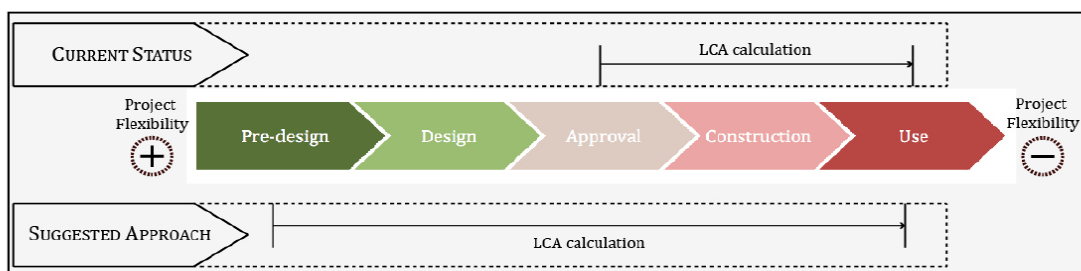 CURRENT STATUS
LCA calculation
Project
Flexibility
+
Pre-design
Design
Approval
Construction
Use
Project
Flexibility
−
SUGGESTED APPROACH
LCA calculation